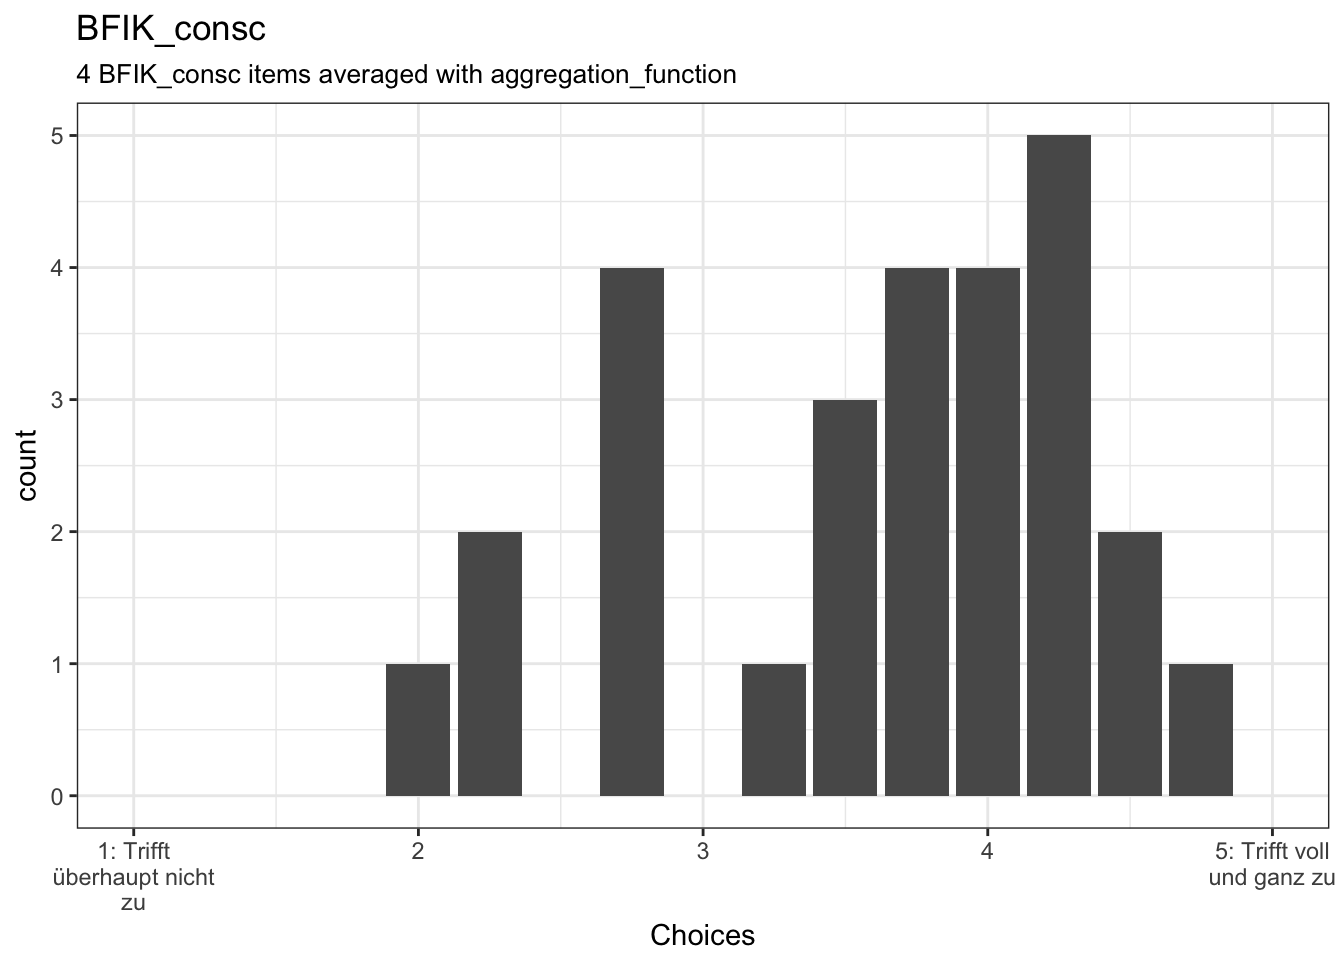 BFIK_consc
4 BFIK_consc items averaged with aggregation_function
5
4
3
2
1
0
count
1: Trifft
überhaupt nicht
zu
2
3
4
5: Trifft voll
und ganz zu
Choices